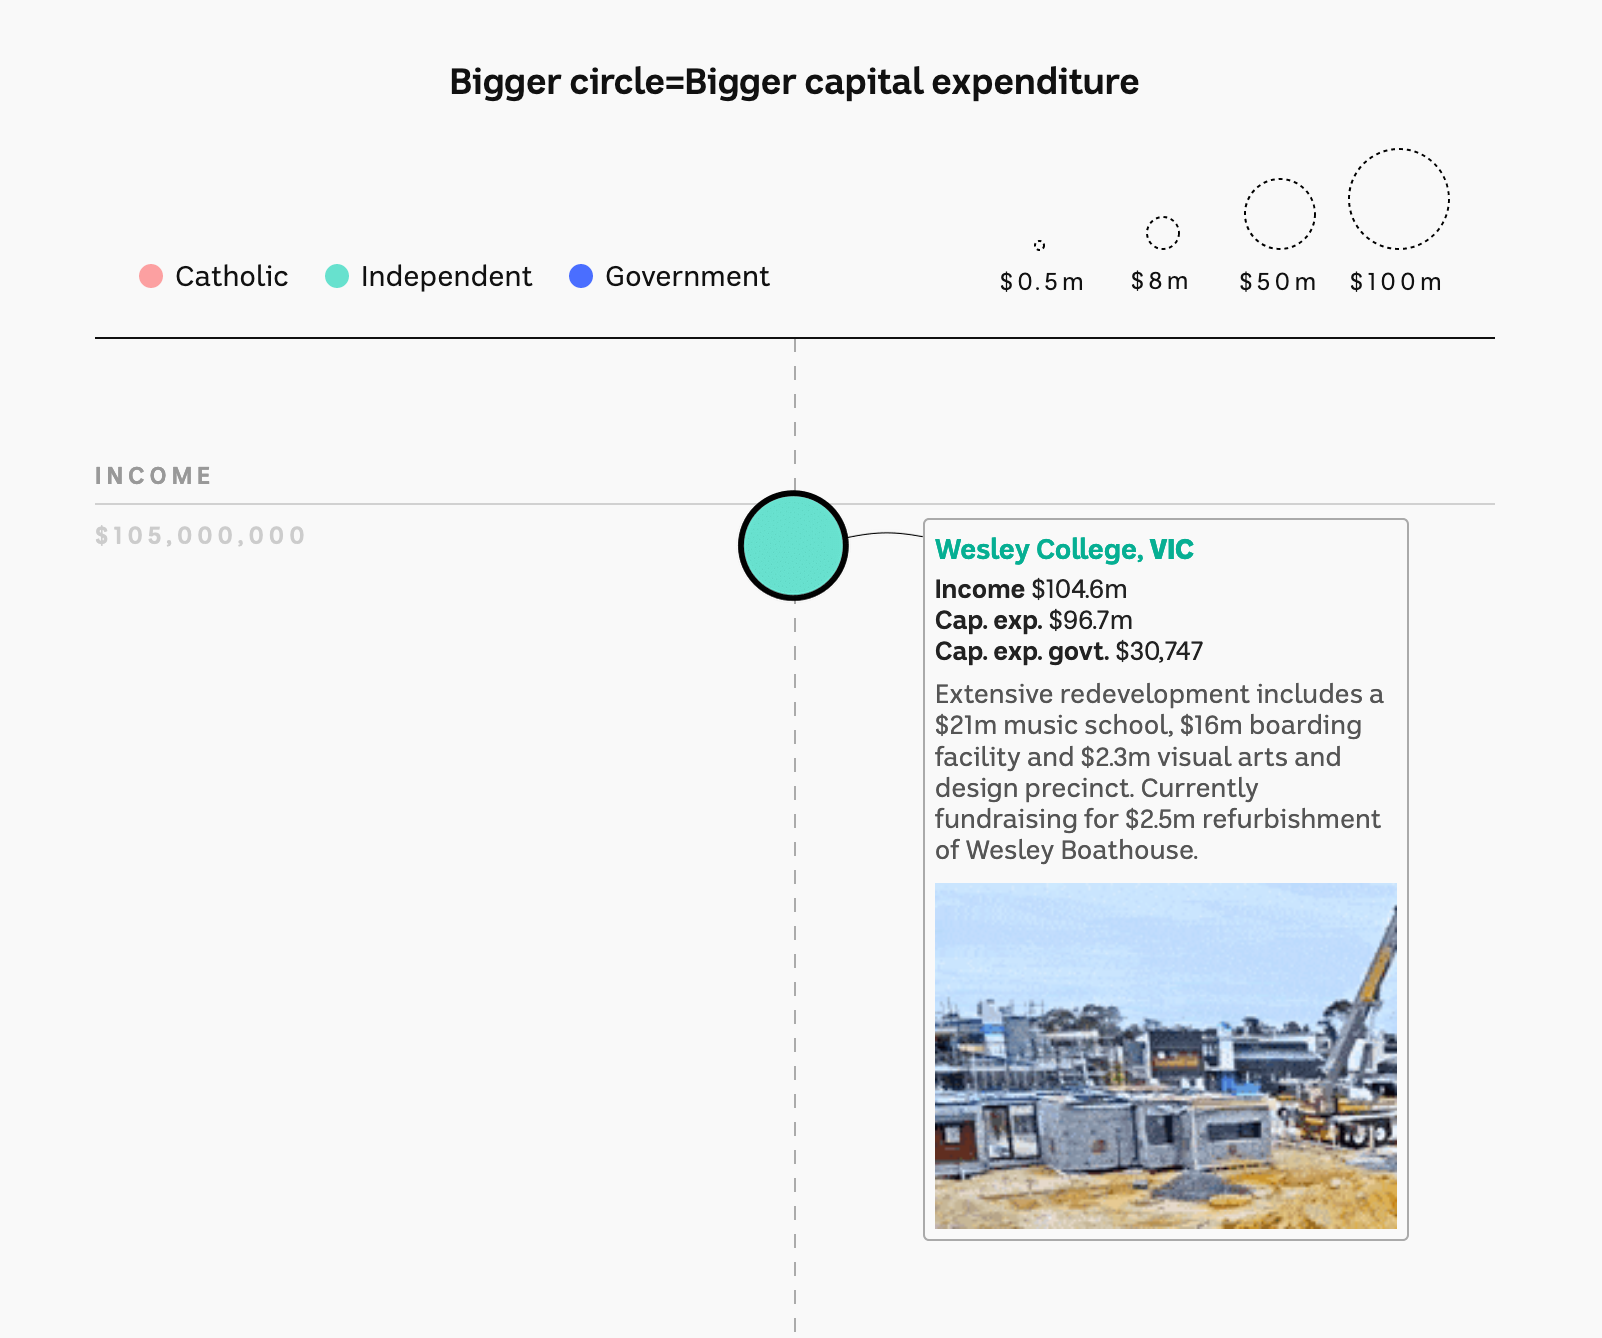 Bigger circle=Bigger capital expenditure
Catholic Independent Government
$0.5m $8m $50m $100m
INCOME
$105,000,000
Wesley College, VIC
Income $104.6m
Cap. exp. $96.7m
Cap. exp. govt. $30,747
Extensive redevelopment includes a
$21m music school, $16m boarding
facility and $2.3m visual arts and
design precinct. Currently
fundraising for $2.5m refurbishment
of Wesley Boathouse.